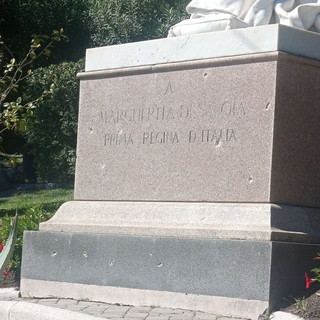 A
MARGHERITA DI SAVOIA
PRIMA REGINA D'ITALIA